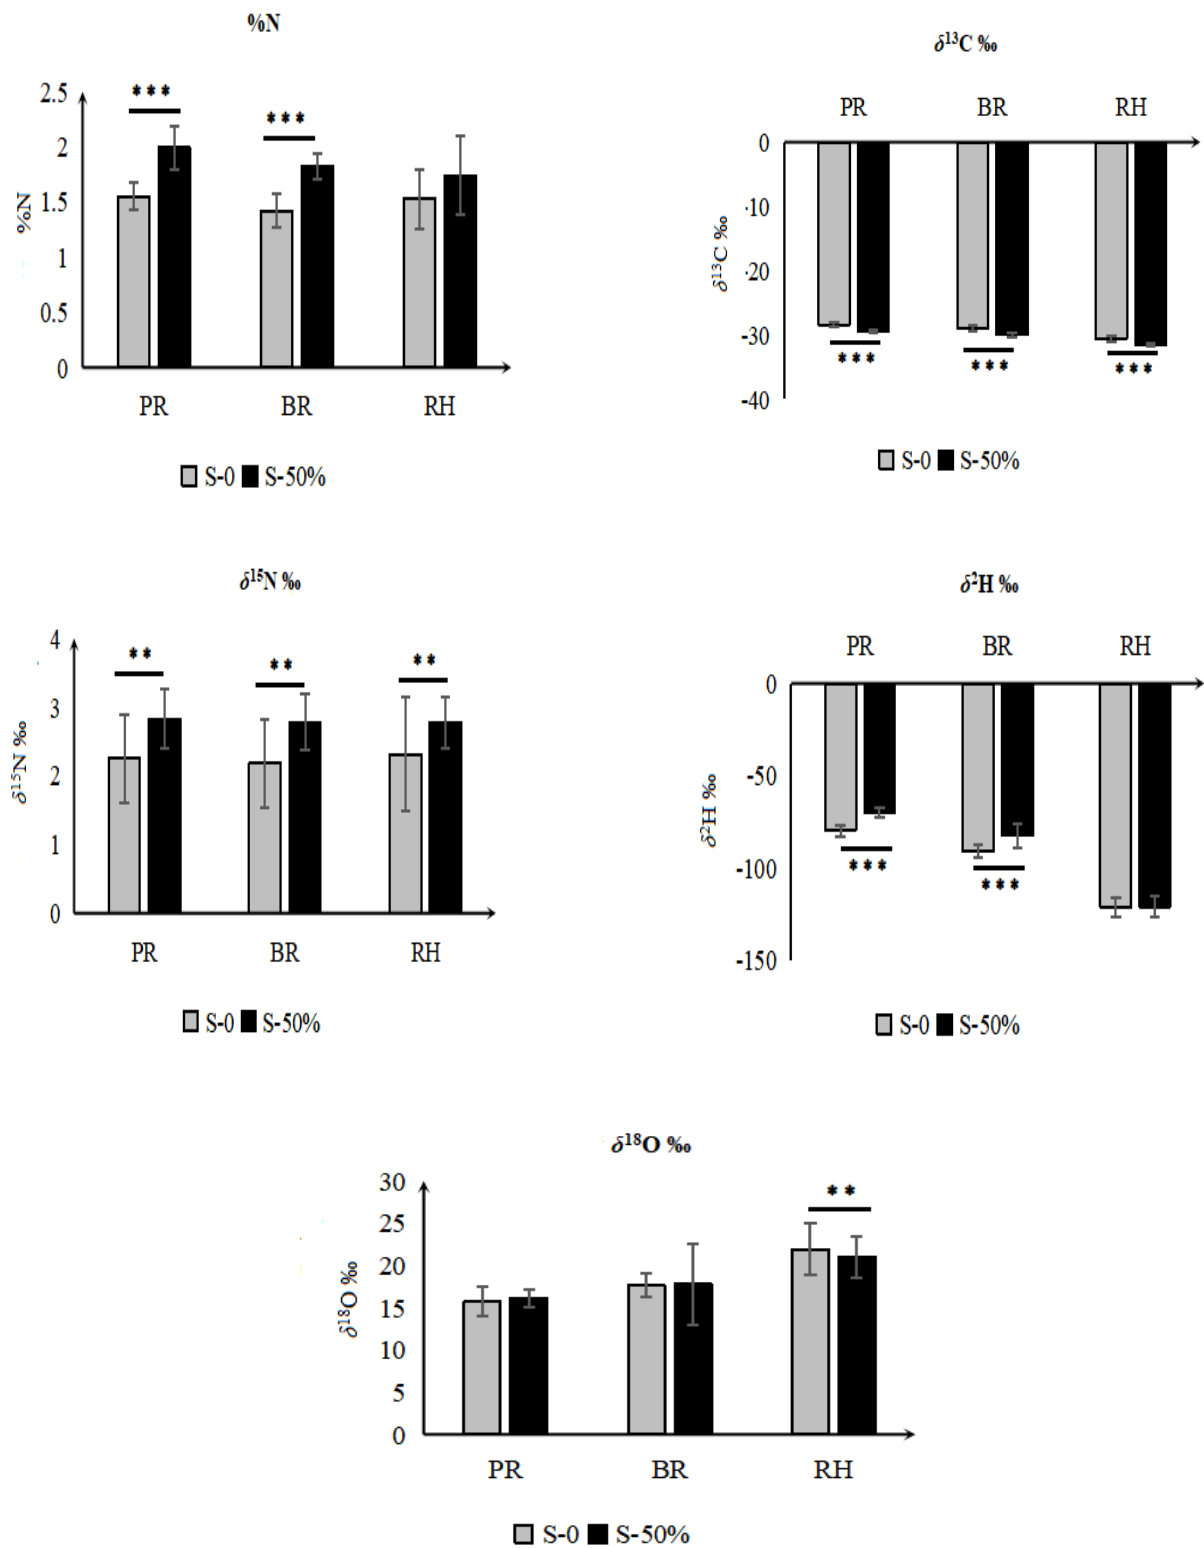 %N
***
***
2.5
2
1.5
1
0.5
0
%N
PR BR RH
S-0 S-50%
δ¹³C ‰
PR BR RH
0
-10
-20
-30
-40
δ¹³C ‰
***
***
***
S-0 S-50%
δ¹⁵N ‰
**
**
**
4
3
2
1
0
δ¹⁵N ‰
PR BR RH
S-0 S-50%
δ²H ‰
PR BR RH
0
-50
-100
-150
δ²H ‰
***
***
S-0 S-50%
δ¹⁸O ‰
**
30
25
20
15
10
5
0
δ¹⁸O ‰
PR BR RH
S-0 S-50%